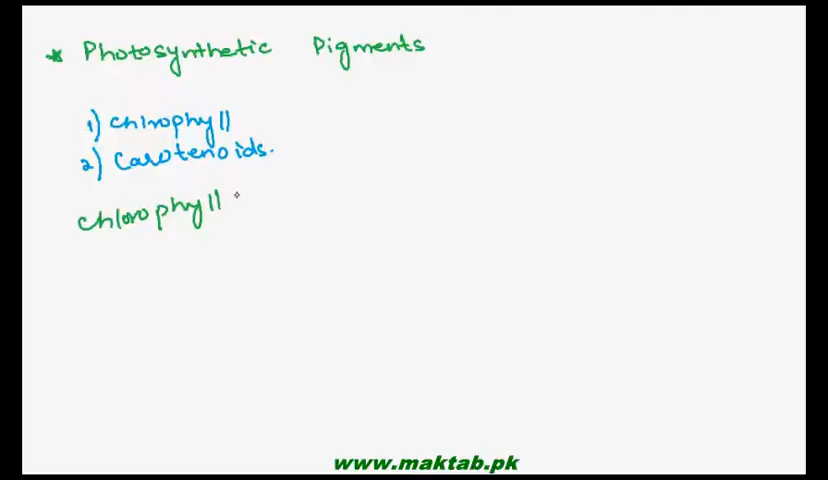 * Photosynthetic Pigments
1) Chlrophyll
2) Carotenoids.
Chlorophyll
www.maktab.pk